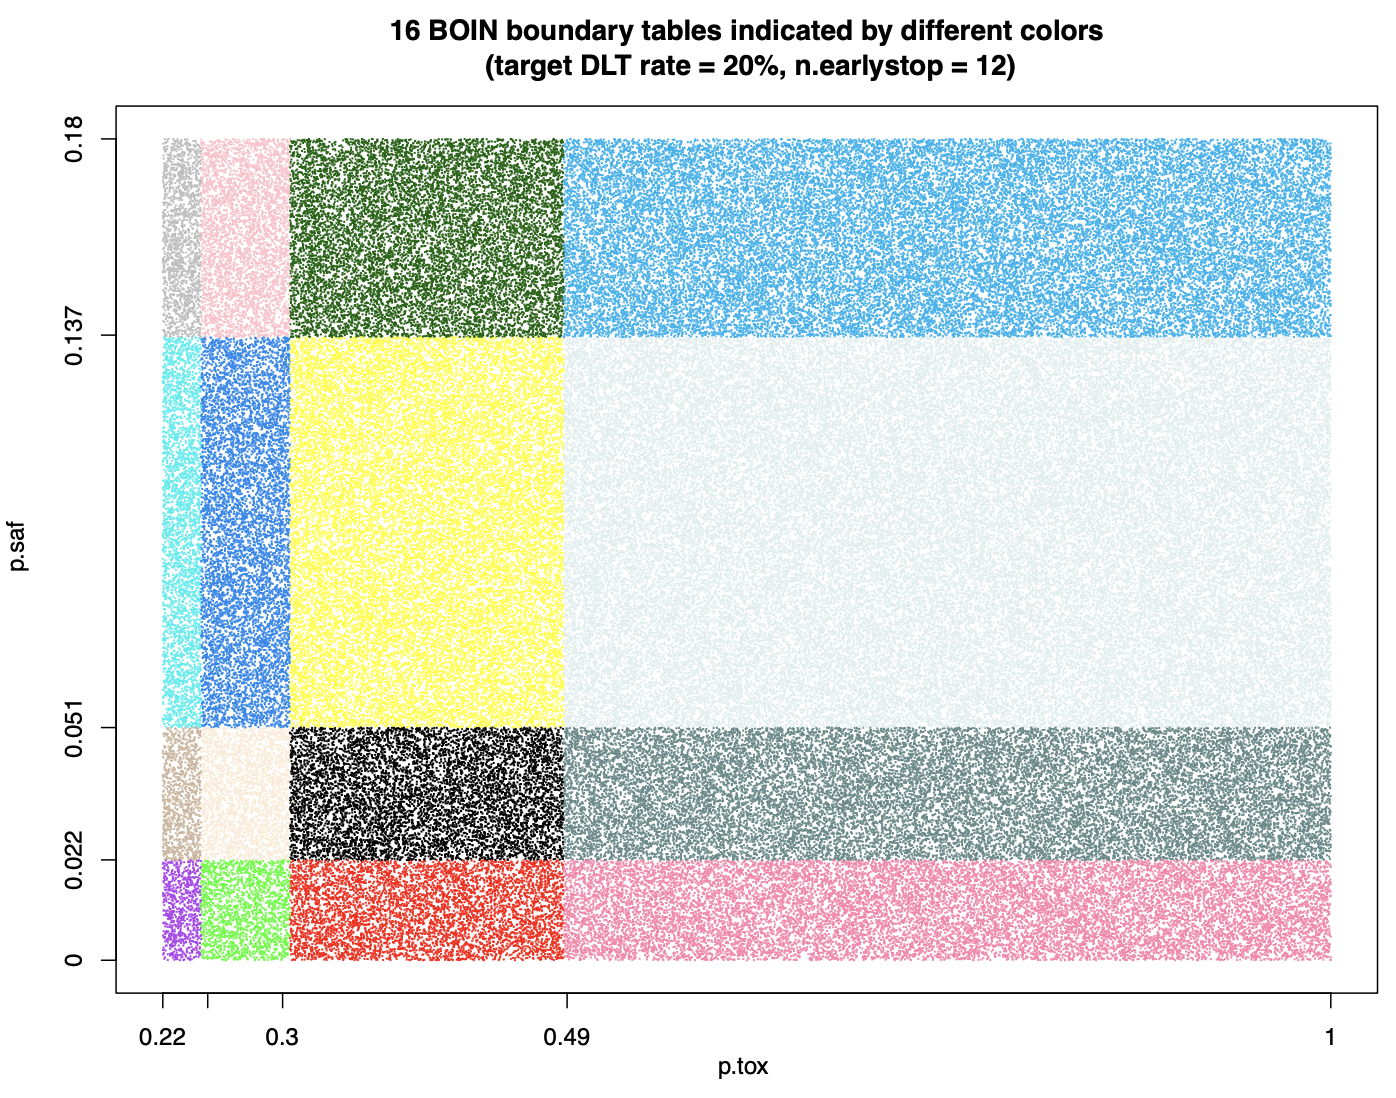 16 BOIN boundary tables indicated by different colors
(target DLT rate = 20%, n.earlystop = 12)
0.18
0.137
0.051
0.022
0
p.saf
0.22 0.3 0.49 1
p.tox